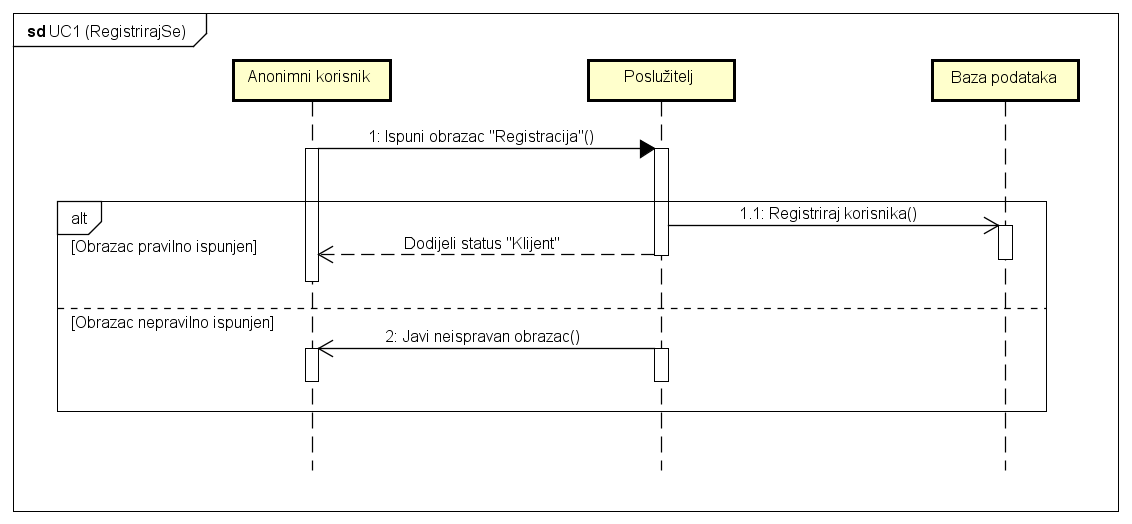 sd UC1 (RegistrirajSe)
Anonimni korisnik
Poslužitelj
Baza podataka
1: Ispuni obrazac "Registracija"()
alt
1.1: Registriraj korisnika()
[Obrazac pravilno ispunjen]
Dodijeli status "Klijent"
[Obrazac nepravilno ispunjen]
2: Javi neispravan obrazac()